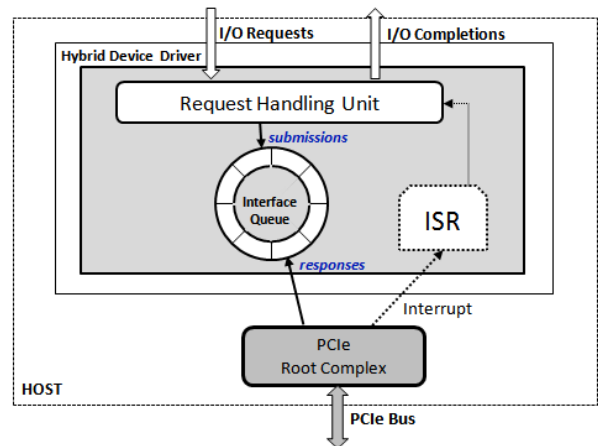 I/O Requests
I/O Completions
Hybrid Device Driver
Request Handling Unit
submissions
Interface
Queue
ISR
responses
Interrupt
PCIe
Root Complex
HOST
PCIe Bus